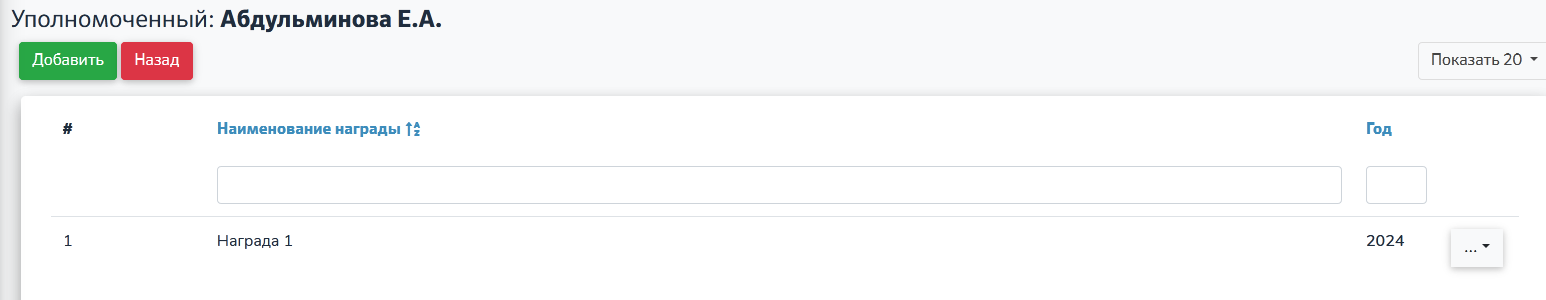 Уполномоченный: Абдульминова Е.А.
Добавить Назад Показать 20
# Наименование награды Год
1 Награда 1 2024 ...